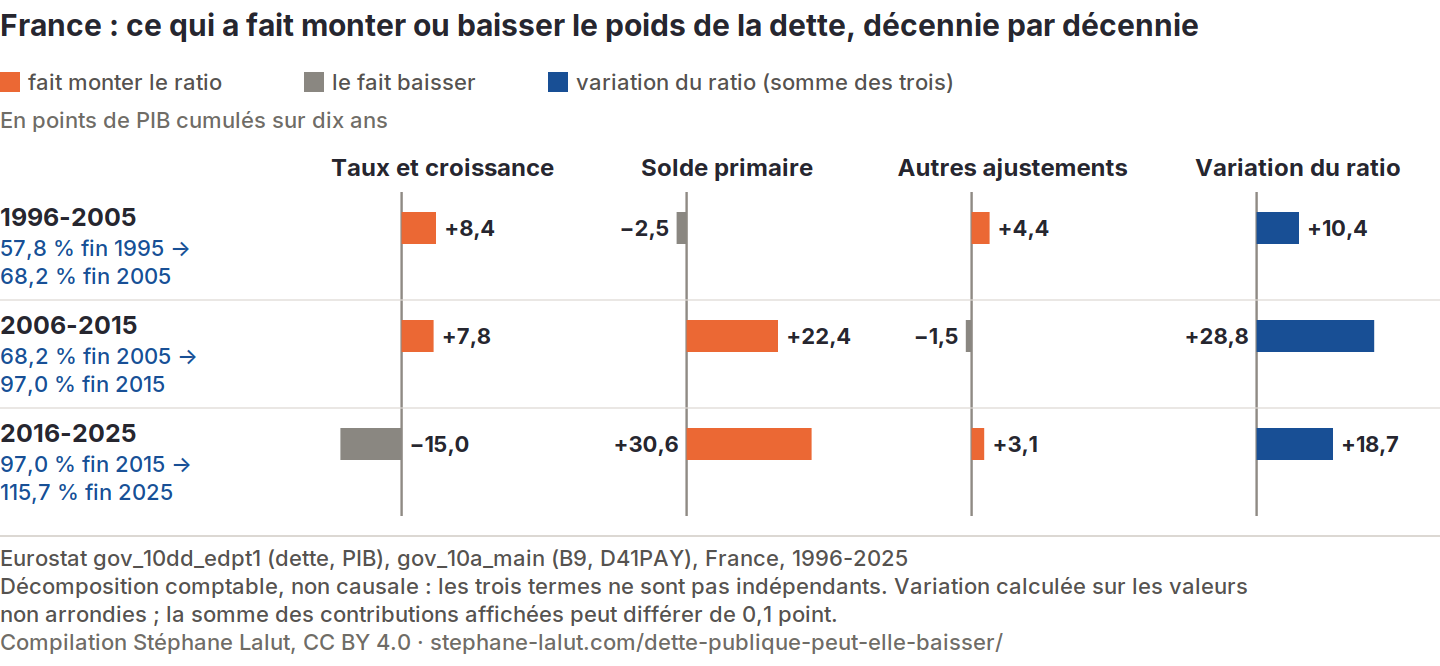 France : ce qui a fait monter ou baisser le poids de la dette, décennie par décennie
fait monter le ratio le fait baisser variation du ratio (somme des trois)
En points de PIB cumulés sur dix ans
Taux et croissance Solde primaire Autres ajustements Variation du ratio
1996-2005
57,8 % fin 1995 →
68,2 % fin 2005
+8,4 −2,5 +4,4 +10,4
2006-2015
68,2 % fin 2005 →
97,0 % fin 2015
+7,8 +22,4 −1,5 +28,8
2016-2025
97,0 % fin 2015 →
115,7 % fin 2025
−15,0 +30,6 +3,1 +18,7
Eurostat gov_10dd_edpt1 (dette, PIB), gov_10a_main (B9, D41PAY), France, 1996-2025
Décomposition comptable, non causale : les trois termes ne sont pas indépendants. Variation calculée sur les valeurs
non arrondies ; la somme des contributions affichées peut différer de 0,1 point.
Compilation Stéphane Lalut, CC BY 4.0 · stephane-lalut.com/dette-publique-peut-elle-baisser/